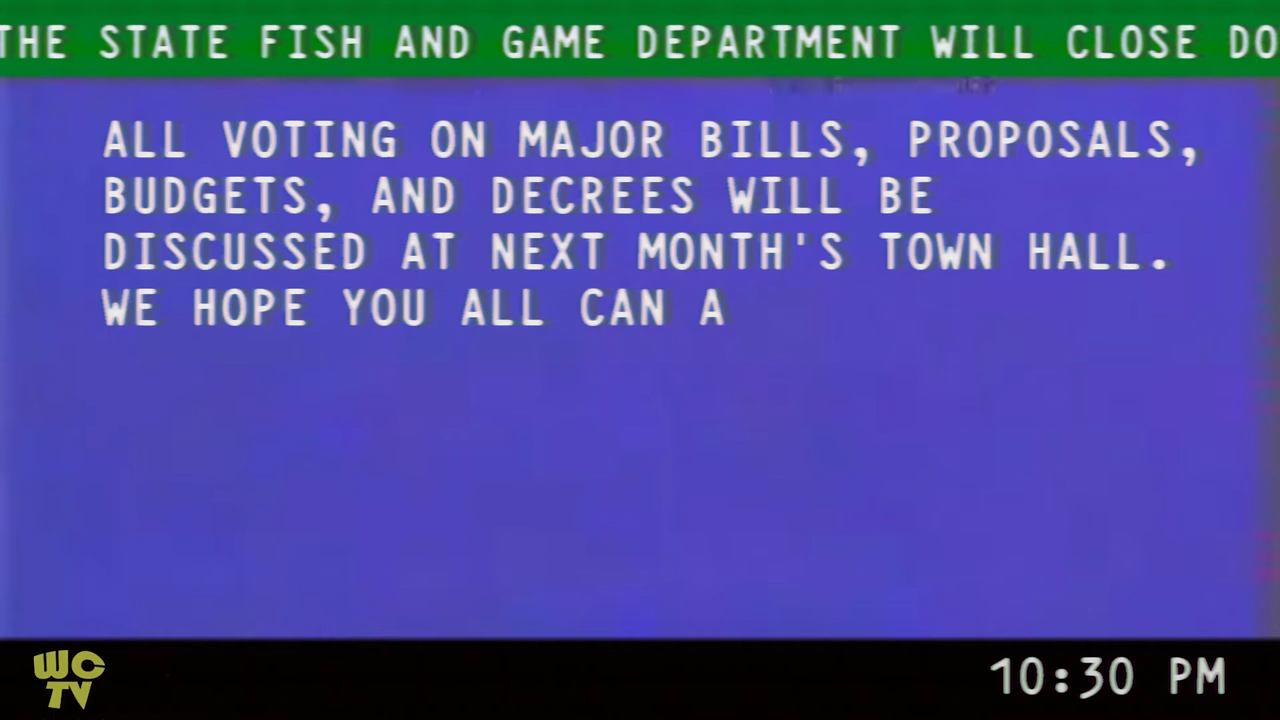 THE STATE FISH AND GAME DEPARTMENT WILL CLOSE DO
ALL VOTING ON MAJOR BILLS, PROPOSALS,
BUDGETS, AND DECREES WILL BE
DISCUSSED AT NEXT MONTH'S TOWN HALL.
WE HOPE YOU ALL CAN A
WC
TV
10:30 PM